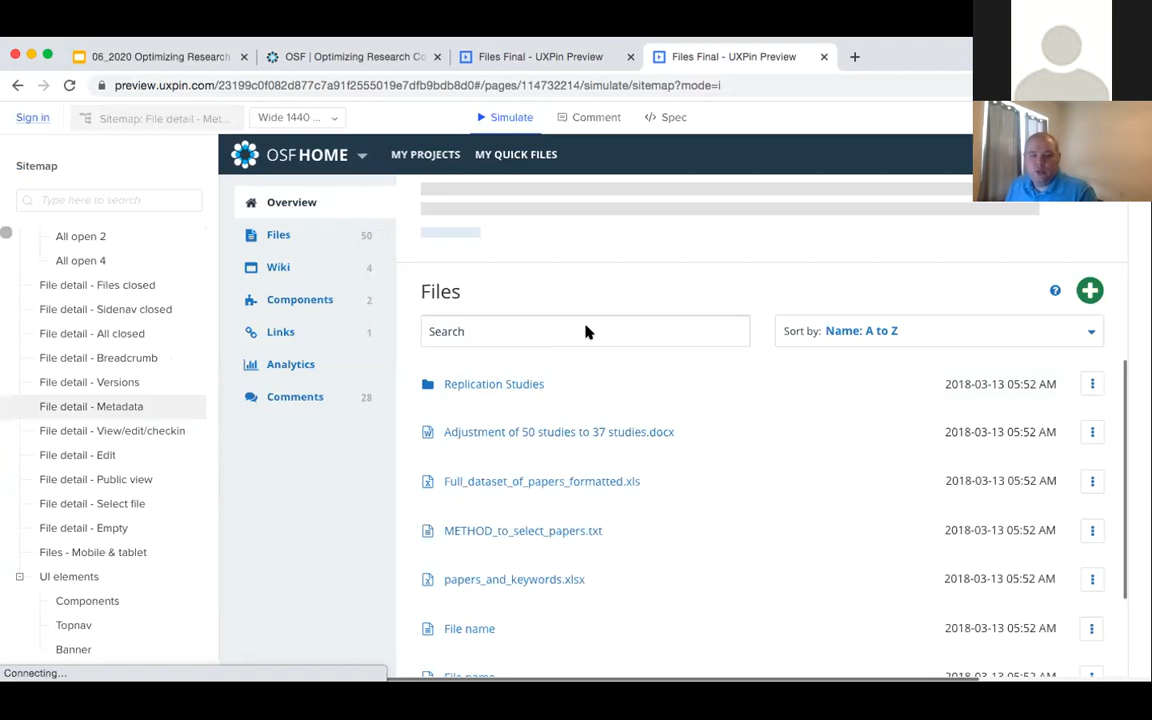 06_2020 Optimizing Research
OSF | Optimizing Research Co
Files Final - UXPin Preview
Files Final - UXPin Preview
preview.uxpin.com/23199c0f082d877c7a91f2555019e7dfb9bdb8d0#/pages/114732214/simulate/sitemap?mode=i
Sign in
Sitemap: File detail - Met...
Wide 1440 ...
Simulate
Comment
Spec
Sitemap
Type here to search
All open 2
All open 4
File detail - Files closed
File detail - Sidenav closed
File detail - All closed
File detail - Breadcrumb
File detail - Versions
File detail - Metadata
File detail - View/edit/checkin
File detail - Edit
File detail - Public view
File detail - Select file
File detail - Empty
Files - Mobile & tablet
UI elements
Components
Topnav
Banner
Connecting...
OSFHOME
MY PROJECTS
MY QUICK FILES
Overview
Files 50
Wiki 4
Components 2
Links 1
Analytics
Comments 28
Files
Search
Sort by: Name: A to Z
Replication Studies 2018-03-13 05:52 AM
Adjustment of 50 studies to 37 studies.docx 2018-03-13 05:52 AM
Full_dataset_of_papers_formatted.xls 2018-03-13 05:52 AM
METHOD_to_select_papers.txt 2018-03-13 05:52 AM
papers_and_keywords.xlsx 2018-03-13 05:52 AM
File name 2018-03-13 05:52 AM